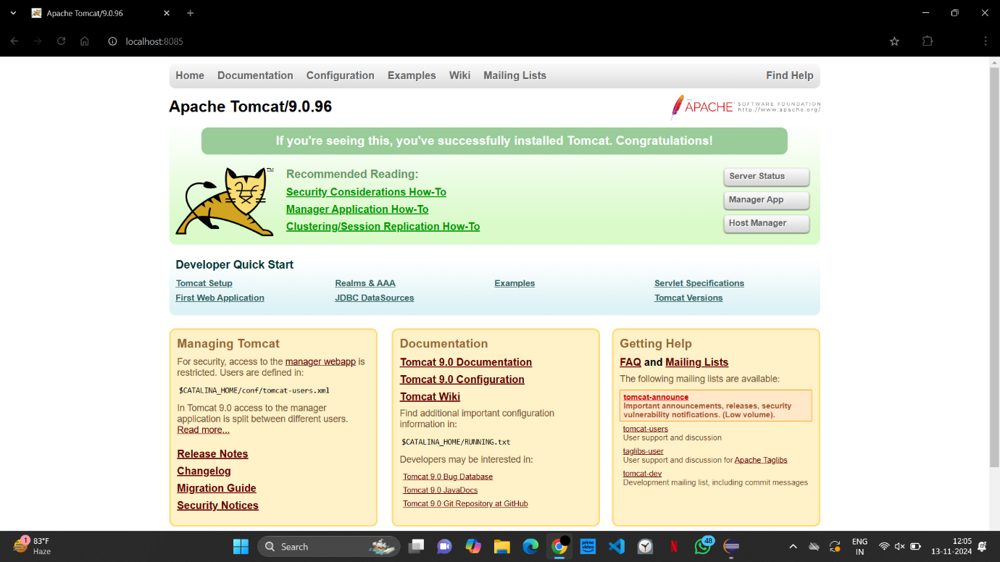 Apache Tomcat/9.0.96
localhost:8085
Home Documentation Configuration Examples Wiki Mailing Lists Find Help
Apache Tomcat/9.0.96
THE
APACHE SOFTWARE FOUNDATION
http://www.apache.org/
If you're seeing this, you've successfully installed Tomcat. Congratulations!
TM
Recommended Reading:
Security Considerations How-To
Manager Application How-To
Clustering/Session Replication How-To
Server Status
Manager App
Host Manager
Developer Quick Start
Tomcat Setup
First Web Application
Realms & AAA
JDBC DataSources
Examples
Servlet Specifications
Tomcat Versions
Managing Tomcat
For security, access to the manager webapp is
restricted. Users are defined in:
$CATALINA_HOME/conf/tomcat-users.xml
In Tomcat 9.0 access to the manager
application is split between different users.
Read more...
Release Notes
Changelog
Migration Guide
Security Notices
Documentation
Tomcat 9.0 Documentation
Tomcat 9.0 Configuration
Tomcat Wiki
Find additional important configuration
information in:
$CATALINA_HOME/RUNNING.txt
Developers may be interested in:
Tomcat 9.0 Bug Database
Tomcat 9.0 JavaDocs
Tomcat 9.0 Git Repository at GitHub
Getting Help
FAQ and Mailing Lists
The following mailing lists are available:
tomcat-announce
Important announcements, releases, security
vulnerability notifications. (Low volume).
tomcat-users
User support and discussion
taglibs-user
User support and discussion for Apache Taglibs
tomcat-dev
Development mailing list, including commit messages
1
83°F
Haze
Search
prime video
N
48
ENG
IN
12:05
13-11-2024